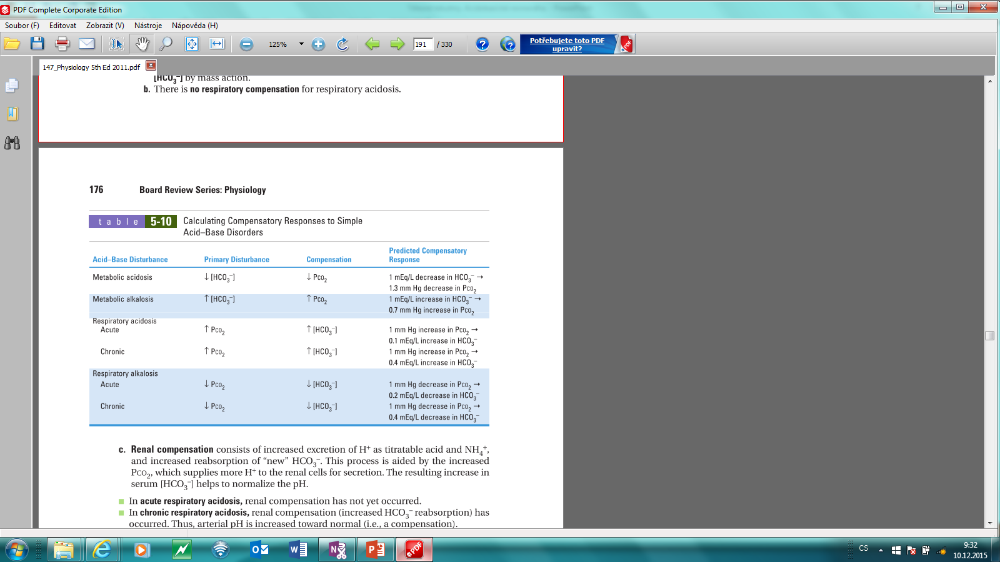 PDF Complete Corporate Edition
Soubor (F) Editovat Zobrazit (V) Nástroje Nápověda (H)
125% 191 / 330 Potřebujete toto PDF
upravit?
147_Physiology 5th Ed 2011.pdf
[HCO3–] by mass action.
b. There is no respiratory compensation for respiratory acidosis.
176 Board Review Series: Physiology
table 5-10 Calculating Compensatory Responses to Simple
Acid–Base Disorders
Acid–Base Disturbance Primary Disturbance Compensation Predicted Compensatory
Response
Metabolic acidosis ↓ [HCO3–] ↓ PCO2 1 mEq/L decrease in HCO3– →
1.3 mm Hg decrease in PCO2
Metabolic alkalosis ↑ [HCO3–] ↑ PCO2 1 mEq/L increase in HCO3– →
0.7 mm Hg increase in PCO2
Respiratory acidosis
Acute ↑ PCO2 ↑ [HCO3–] 1 mm Hg increase in PCO2 →
0.1 mEq/L increase in HCO3–
Chronic ↑ PCO2 ↑ [HCO3–] 1 mm Hg increase in PCO2 →
0.4 mEq/L increase in HCO3–
Respiratory alkalosis
Acute ↓ PCO2 ↓ [HCO3–] 1 mm Hg decrease in PCO2 →
0.2 mEq/L decrease in HCO3–
Chronic ↓ PCO2 ↓ [HCO3–] 1 mm Hg decrease in PCO2 →
0.4 mEq/L decrease in HCO3–
c. Renal compensation consists of increased excretion of H+ as titratable acid and NH4+,
and increased reabsorption of “new” HCO3–. This process is aided by the increased
PCO2, which supplies more H+ to the renal cells for secretion. The resulting increase in
serum [HCO3–] helps to normalize the pH.
In acute respiratory acidosis, renal compensation has not yet occurred.
In chronic respiratory acidosis, renal compensation (increased HCO3– reabsorption) has
occurred. Thus, arterial pH is increased toward normal (i.e., a compensation).
CS 9:32
10.12.2015